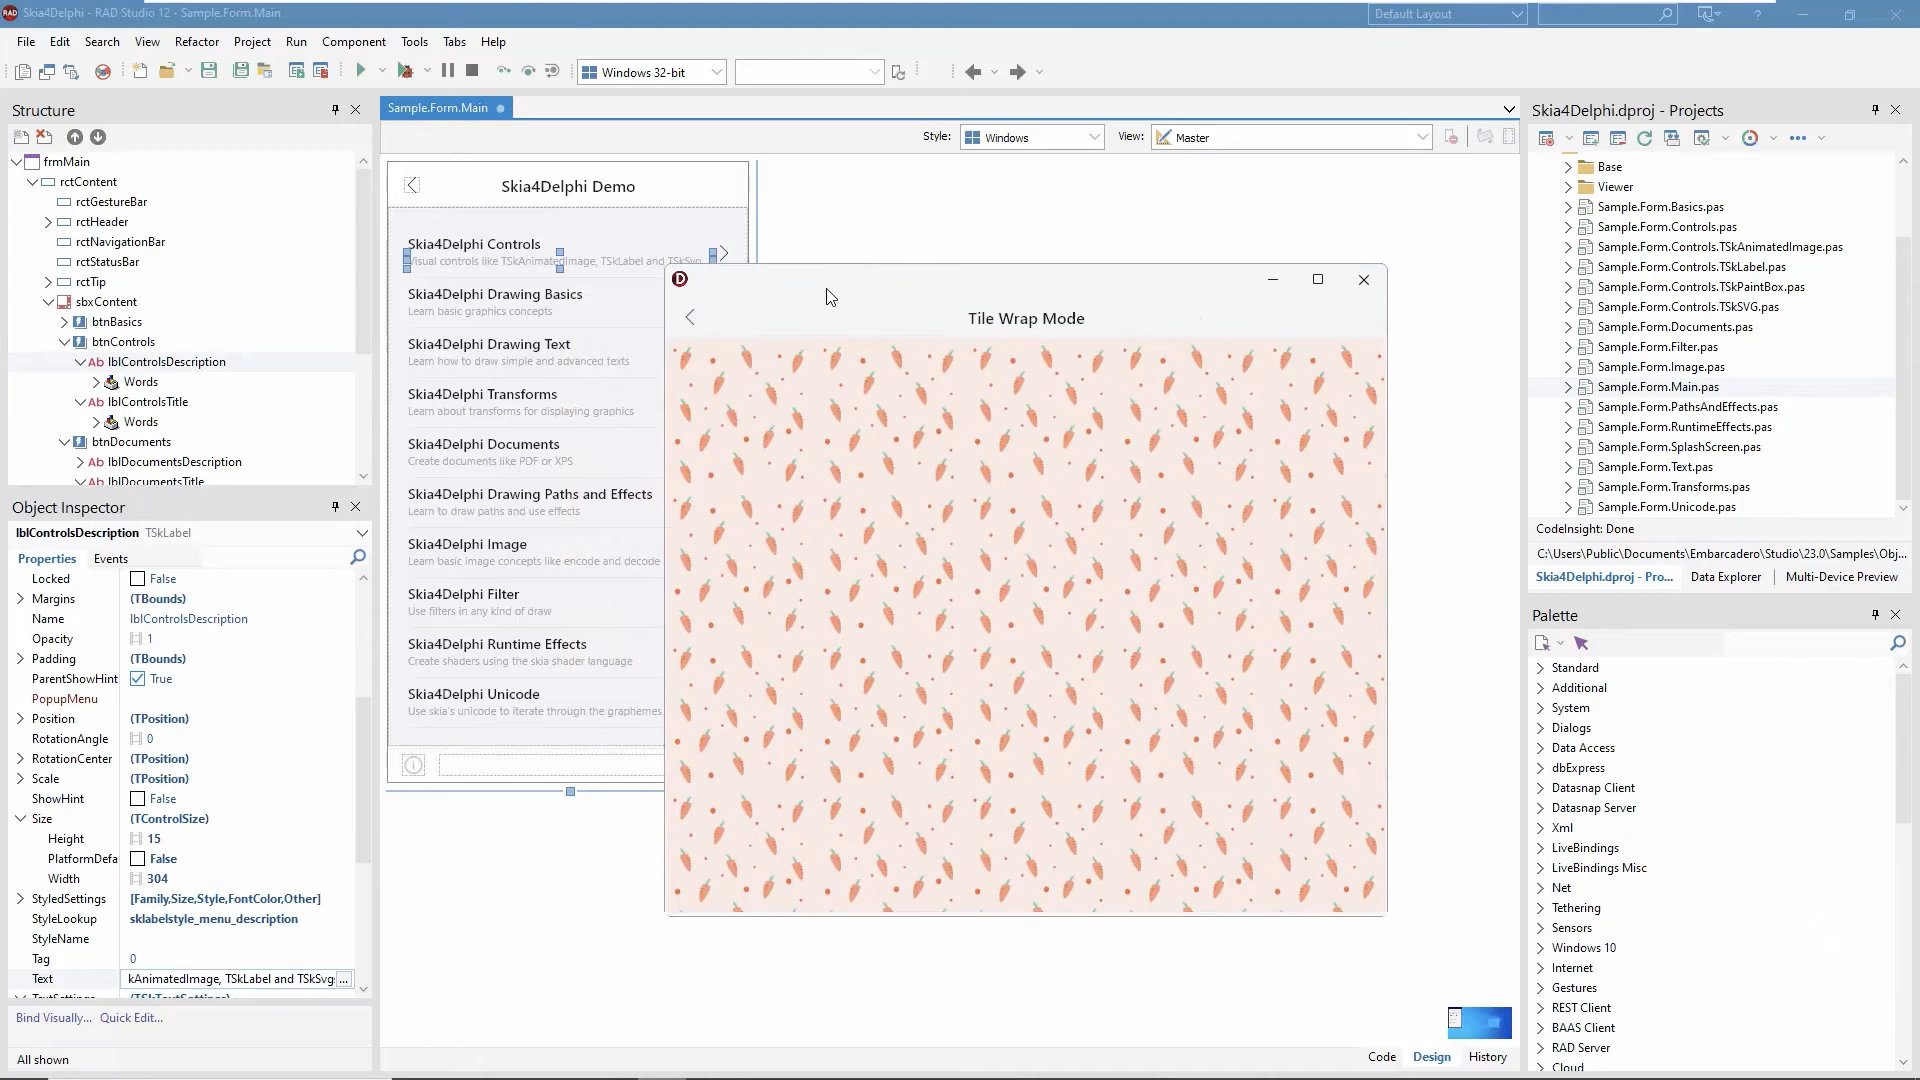 Skia4Delphi - RAD Studio 12 - Sample.Form.Main
Default Layout
File Edit Search View Refactor Project Run Component Tools Tabs Help
Windows 32-bit
Structure
frmMain
rctContent
rctGestureBar
rctHeader
rctNavigationBar
rctStatusBar
rctTip
sbxContent
btnBasics
btnControls
Ab lblControlsDescription
Words
Ab lblControlsTitle
Words
btnDocuments
Ab lblDocumentsDescription
Ab lblDocumentsTitle
Object Inspector
lblControlsDescription TSkLabel
Properties Events
Locked False
Margins (TBounds)
Name lblControlsDescription
Opacity 1
Padding (TBounds)
ParentShowHint True
PopupMenu
Position (TPosition)
RotationAngle 0
RotationCenter (TPosition)
Scale (TPosition)
ShowHint False
Size (TControlSize)
Height 15
PlatformDefa False
Width 304
StyledSettings [Family,Size,Style,FontColor,Other]
StyleLookup sklabelstyle_menu_description
StyleName
Tag 0
Text kAnimatedImage, TSkLabel and TSkSvg. ...
TextSettings (TSkTextSettings)
Bind Visually... Quick Edit...
All shown
Sample.Form.Main
Style: Windows View: Master
Skia4Delphi Demo
Skia4Delphi Controls
Visual controls like TSkAnimatedImage, TSkLabel and TSkSvg.
Skia4Delphi Drawing Basics
Learn basic graphics concepts
Skia4Delphi Drawing Text
Learn how to draw simple and advanced texts
Skia4Delphi Transforms
Learn about transforms for displaying graphics
Skia4Delphi Documents
Create documents like PDF or XPS
Skia4Delphi Drawing Paths and Effects
Learn to draw paths and use effects
Skia4Delphi Image
Learn basic image concepts like encode and decode
Skia4Delphi Filter
Use filters in any kind of draw
Skia4Delphi Runtime Effects
Create shaders using the skia shader language
Skia4Delphi Unicode
Use skia's unicode to iterate through the graphemes
D
Tile Wrap Mode
Code Design History
Skia4Delphi.dproj - Projects
Base
Viewer
Sample.Form.Basics.pas
Sample.Form.Controls.pas
Sample.Form.Controls.TSkAnimatedImage.pas
Sample.Form.Controls.TSkLabel.pas
Sample.Form.Controls.TSkPaintBox.pas
Sample.Form.Controls.TSkSVG.pas
Sample.Form.Documents.pas
Sample.Form.Filter.pas
Sample.Form.Image.pas
Sample.Form.Main.pas
Sample.Form.PathsAndEffects.pas
Sample.Form.RuntimeEffects.pas
Sample.Form.SplashScreen.pas
Sample.Form.Text.pas
Sample.Form.Transforms.pas
Sample.Form.Unicode.pas
CodeInsight: Done
C:\Users\Public\Documents\Embarcadero\Studio\23.0\Samples\Obj...
Skia4Delphi.dproj - Pro... Data Explorer Multi-Device Preview
Palette
Standard
Additional
System
Dialogs
Data Access
dbExpress
Datasnap Client
Datasnap Server
Xml
LiveBindings
LiveBindings Misc
Net
Tethering
Sensors
Windows 10
Internet
Gestures
REST Client
BAAS Client
RAD Server
Cloud